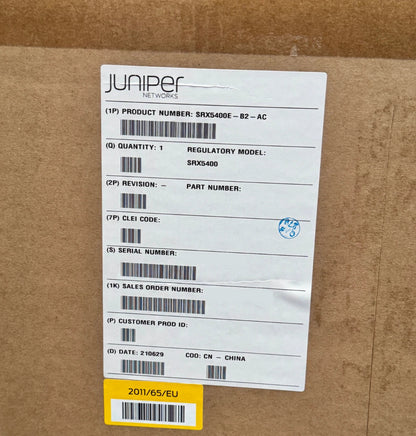 JUNIPER
NETWORKS
(1P) PRODUCT NUMBER: SRX5400E-B2-AC
(Q) QUANTITY: 1 REGULATORY MODEL:
SRX5400
(2P) REVISION: - PART NUMBER:
(7P) CLEI CODE:
(S) SERIAL NUMBER:
(1K) SALES ORDER NUMBER:
(P) CUSTOMER PROD ID:
(D) DATE: 210629 COO: CN - CHINA
2011/65/EU